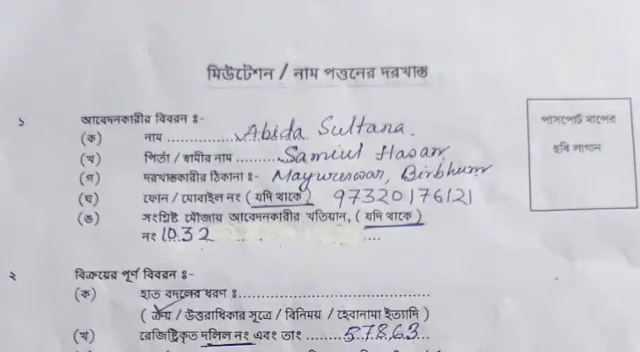 মিউটেশন / নাম পত্তনের দরখাস্ত
১ আবেদনকারীর বিবরন ঃ-
পাসপোর্ট মাপের
ছবি লাগান
(ক) নাম ............... Abida Sultana.
(খ) পিতা / স্বামীর নাম .......... Samiul Hasan
(গ) দরখাস্তকারীর ঠিকানা ঃ- Mayureswar, Birbhum
(ঘ) ফোন / মোবাইল নং ( যদি থাকে ) 97320176121
(ঙ) সংশ্লিষ্ট মৌজায় আবেদনকারীর খতিয়ান, ( যদি থাকে )
নং 1032 ....
২ বিক্রয়ের পূর্ণ বিবরন ঃ-
(ক) হাত বদলের ধরণ ঃ.................................
( ক্রয় / উত্তরাধিকার সূত্রে / বিনিময় / হেবানামা ইত্যাদি )
(খ) রেজিষ্ট্রিকৃত দলিল নং এবং তাং ..... 57863...